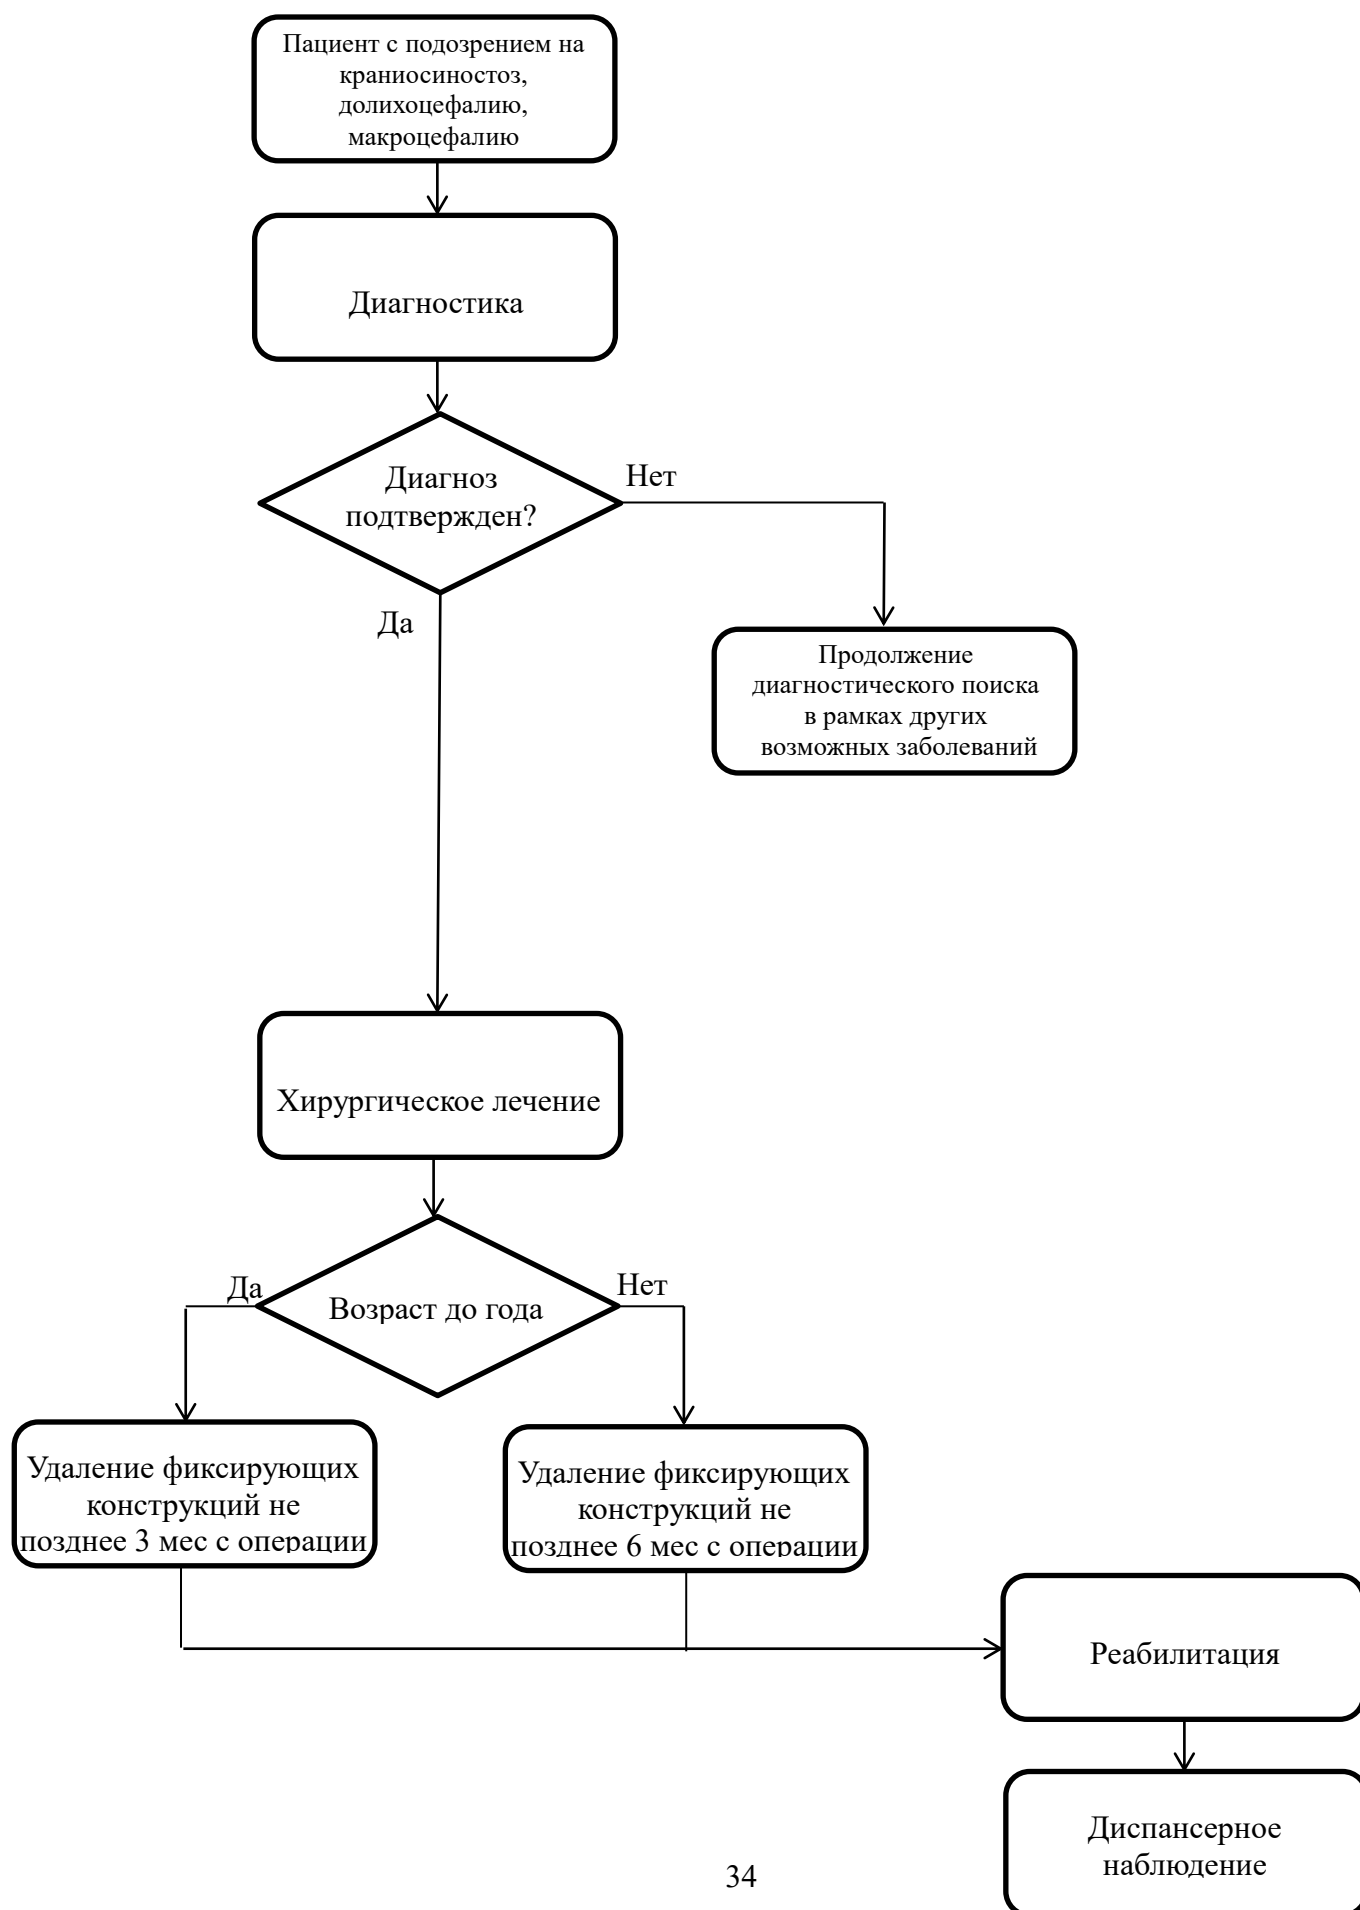 Пациент с подозрением на
краниосиностоз,
долихоцефалию,
макроцефалию
Диагностика
Диагноз
подтвержден?
Нет
Да
Продолжение
диагностического поиска
в рамках других
возможных заболеваний
Хирургическое лечение
Да
Нет
Возраст до года
Удаление фиксирующих
конструкций не
позднее 3 мес с операции
Удаление фиксирующих
конструкций не
позднее 6 мес с операции
Реабилитация
Диспансерное
наблюдение
34